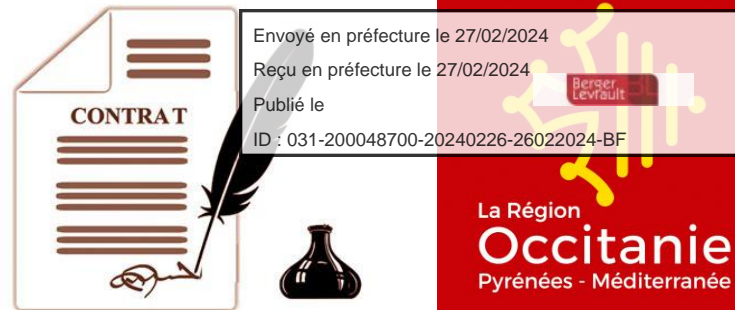 Envoyé en préfecture le 27/02/2024
Reçu en préfecture le 27/02/2024
Berger
Levrault
Publié le
ID : 031-200048700-20240226-26022024-BF
CONTRAT
La Région
Occitanie
Pyrénées - Méditerranée